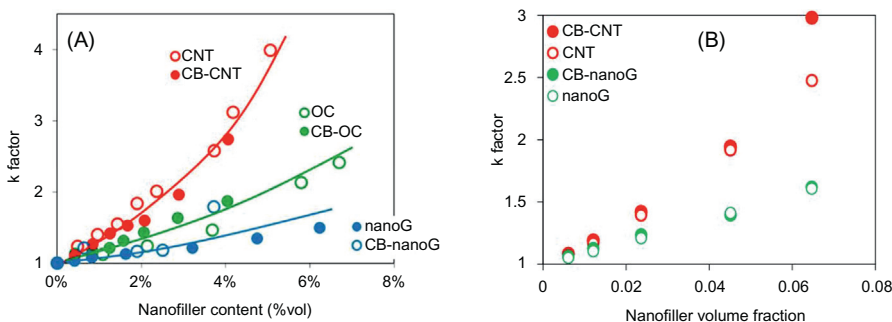 (A)
CNT
CB-CNT
OC
CB-OC
nanoG
CB-nanoG
k factor
4
3
2
1
0% 2% 4% 6% 8%
Nanofiller content (%vol)
(B)
CB-CNT
CNT
CB-nanoG
nanoG
k factor
3
2.5
2
1.5
1
0 0.02 0.04 0.06 0.08
Nanofiller volume fraction